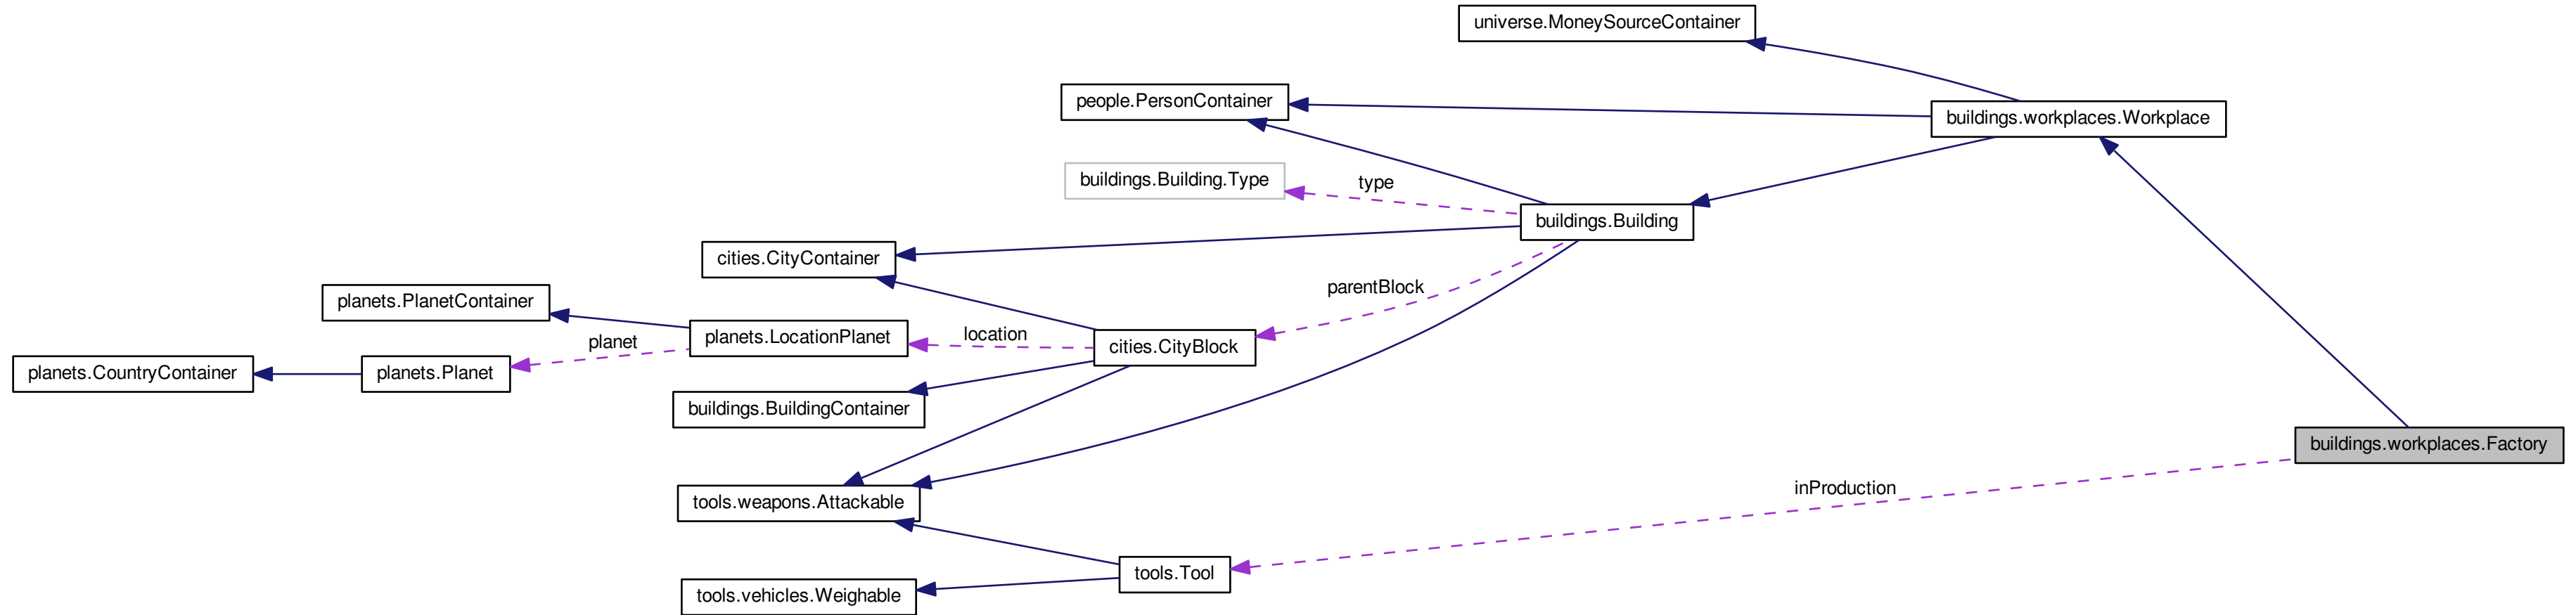 universe.MoneySourceContainer
people.PersonContainer
buildings.workplaces.Workplace
buildings.Building.Type
type
buildings.Building
cities.CityContainer
parentBlock
planets.PlanetContainer
planets.LocationPlanet
location
cities.CityBlock
planet
planets.CountryContainer
planets.Planet
buildings.BuildingContainer
buildings.workplaces.Factory
inProduction
tools.weapons.Attackable
tools.Tool
tools.vehicles.Weighable